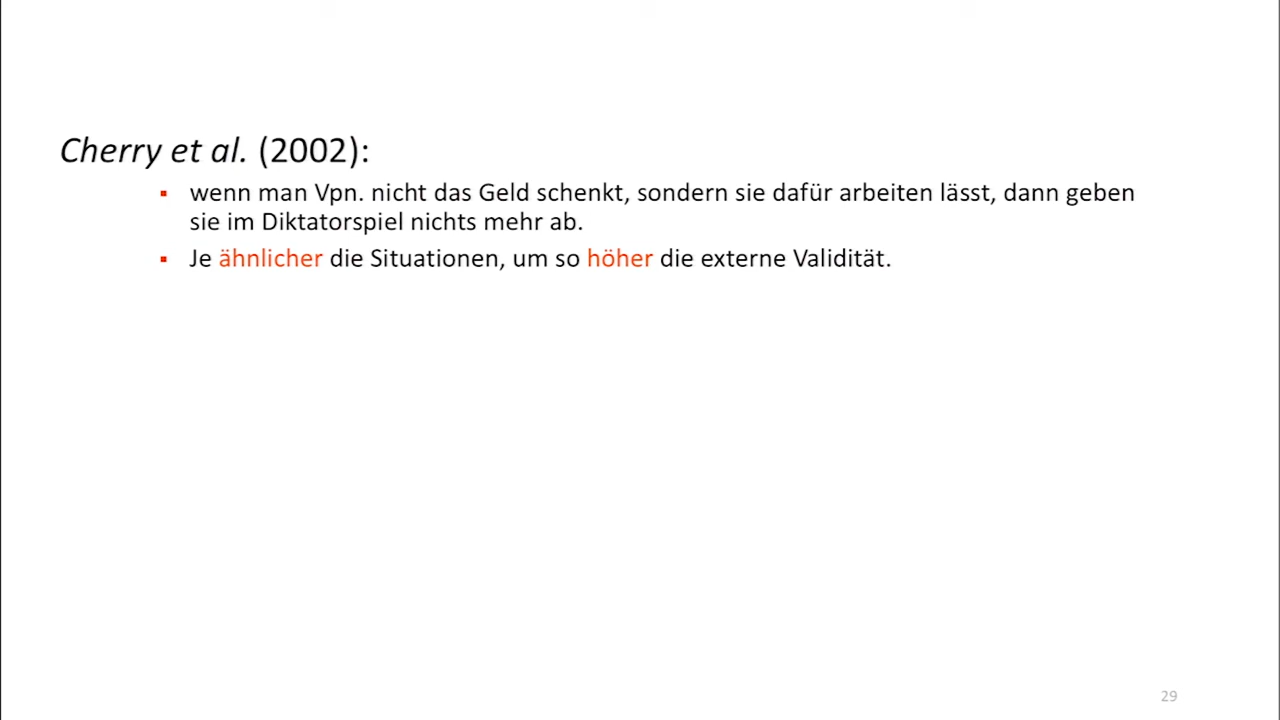 Cherry et al. (2002):
▪ wenn man Vpn. nicht das Geld schenkt, sondern sie dafür arbeiten lässt, dann geben
sie im Diktatorspiel nichts mehr ab.
▪ Je ähnlicher die Situationen, um so höher die externe Validität.
29